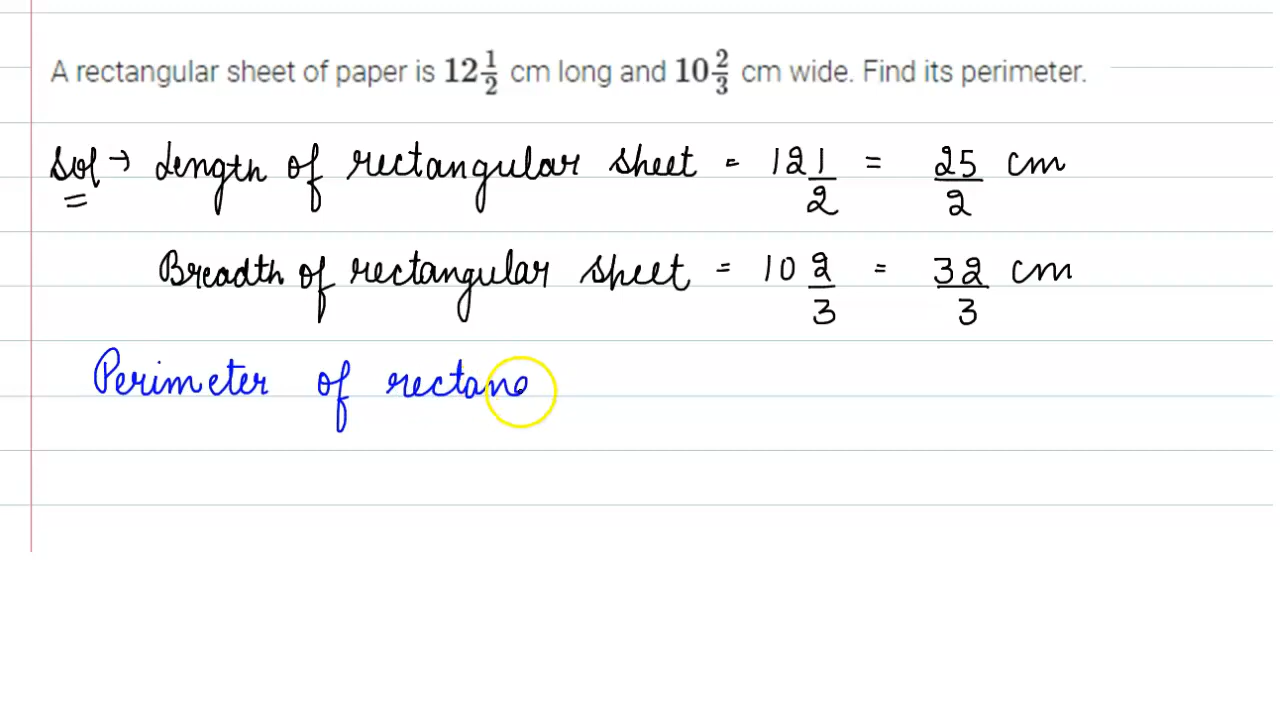 A rectangular sheet of paper is 12 1/2 cm long and 10 2/3 cm wide. Find its perimeter.
Sol → Length of rectangular sheet = 12 1/2 = 25/2 cm
Breadth of rectangular sheet = 10 2/3 = 32/3 cm
Perimeter of rectan